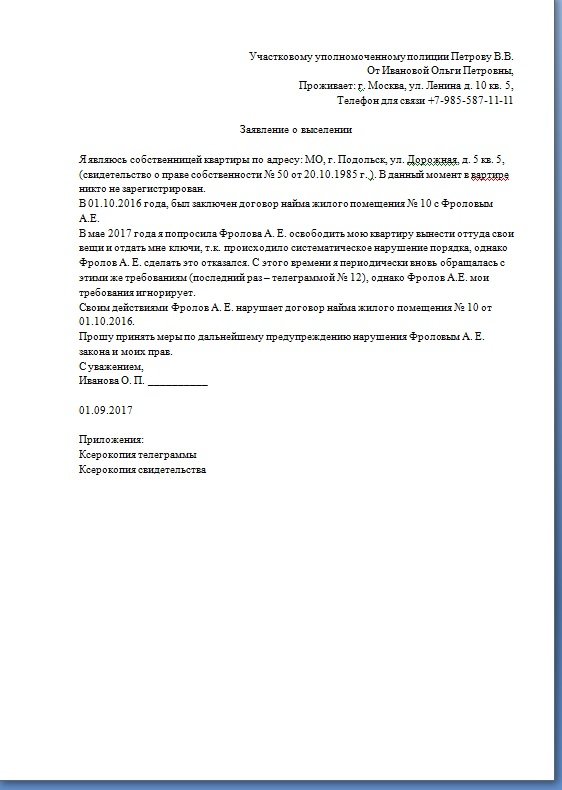 Участковому уполномоченному полиции Петрову В.В.
От Ивановой Ольги Петровны,
Проживает: г. Москва, ул. Ленина д. 10 кв. 5,
Телефон для связи +7-985-587-11-11
Заявление о выселении
Я являюсь собственницей квартиры по адресу: МО, г. Подольск, ул. Дорожная, д. 5 кв. 5,
(свидетельство о праве собственности № 50 от 20.10.1985 г.,). В данный момент в вартире
никто не зарегистрирован.
В 01.10.2016 года, был заключен договор найма жилого помещения № 10 с Фроловым
А.Е.
В мае 2017 года я попросила Фролова А. Е. освободить мою квартиру вынести оттуда свои
вещи и отдать мне ключи, т.к. происходило систематическое нарушение порядка, однако
Фролов А. Е. сделать это отказался. С этого времени я периодически вновь обращалась с
этими же требованиями (последний раз – телеграммой № 12), однако Фролов А.Е. мои
требования игнорирует.
Своим действиями Фролов А. Е. нарушает договор найма жилого помещения № 10 от
01.10.2016.
Прошу принять меры по дальнейшему предупреждению нарушения Фроловым А. Е.
закона и моих прав.
С уважением,
Иванова О. П. __________
01.09.2017
Приложения:
Ксерокопия телеграммы
Ксерокопия свидетельства